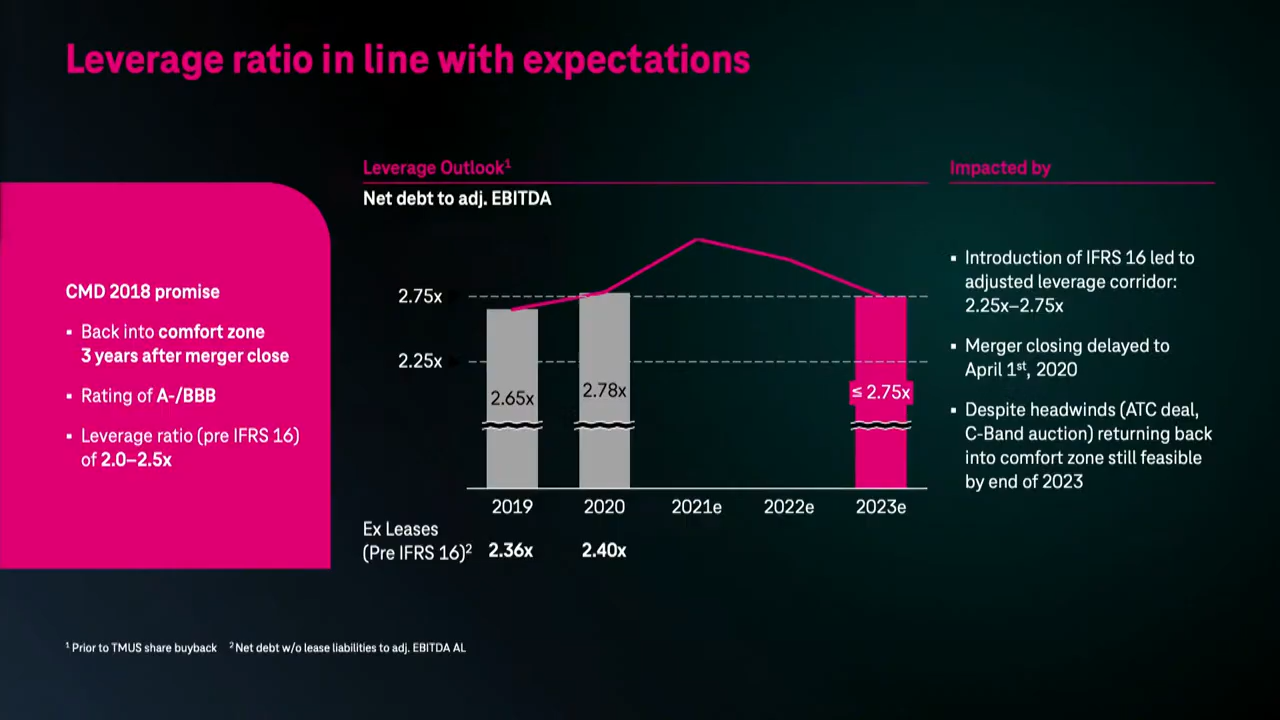 Leverage ratio in line with expectations
CMD 2018 promise
▪ Back into comfort zone
3 years after merger close
▪ Rating of A-/BBB
▪ Leverage ratio (pre IFRS 16)
of 2.0–2.5x
Leverage Outlook¹
Net debt to adj. EBITDA
2.75x
2.25x
2.65x
2.78x
≤ 2.75x
2019 2020 2021e 2022e 2023e
Ex Leases
(Pre IFRS 16)² 2.36x 2.40x
Impacted by
▪ Introduction of IFRS 16 led to
adjusted leverage corridor:
2.25x–2.75x
▪ Merger closing delayed to
April 1ˢᵗ, 2020
▪ Despite headwinds (ATC deal,
C-Band auction) returning back
into comfort zone still feasible
by end of 2023
¹ Prior to TMUS share buyback ² Net debt w/o lease liabilities to adj. EBITDA AL